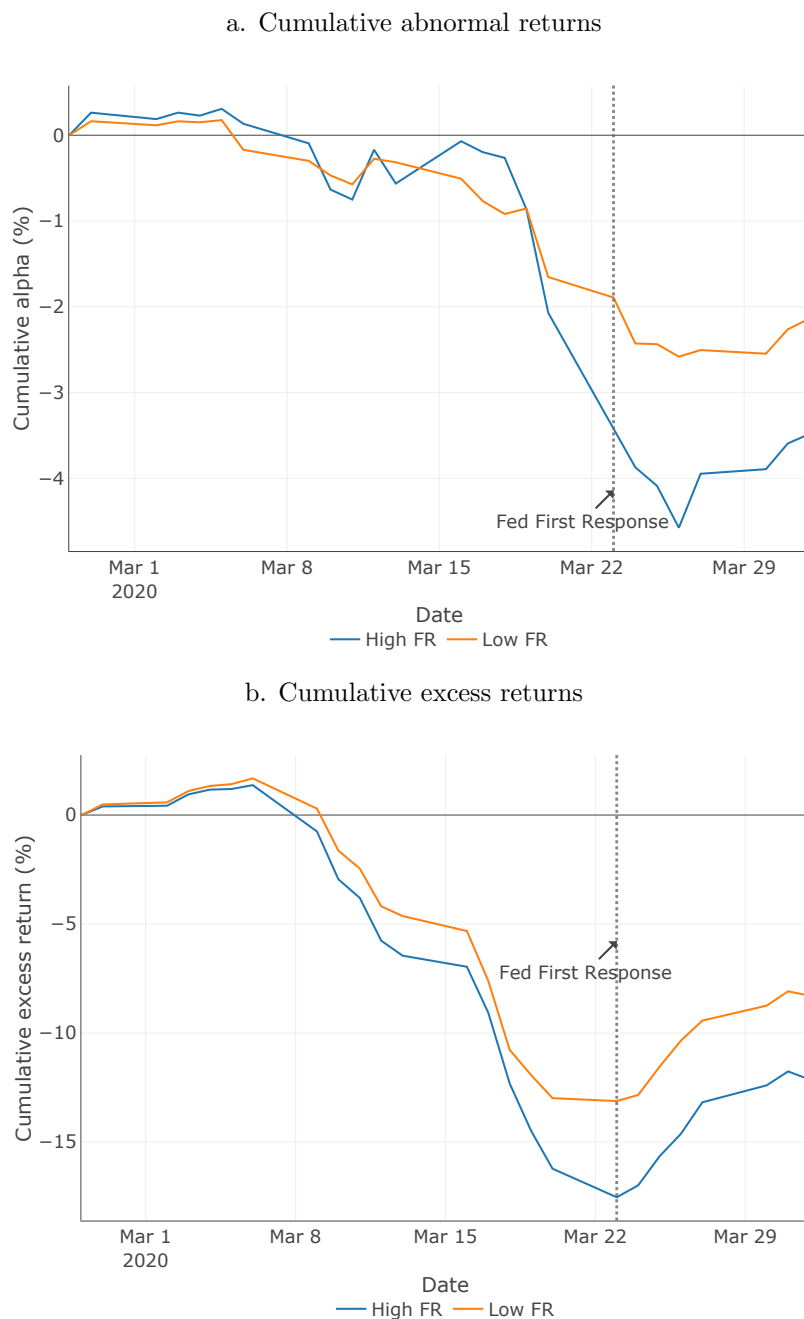 a. Cumulative abnormal returns
Cumulative alpha (%)
0
−1
−2
−3
−4
Fed First Response
Mar 1
2020
Mar 8
Mar 15
Mar 22
Mar 29
Date
High FR
Low FR
b. Cumulative excess returns
Cumulative excess return (%)
0
−5
−10
−15
Fed First Response
Mar 1
2020
Mar 8
Mar 15
Mar 22
Mar 29
Date
High FR
Low FR